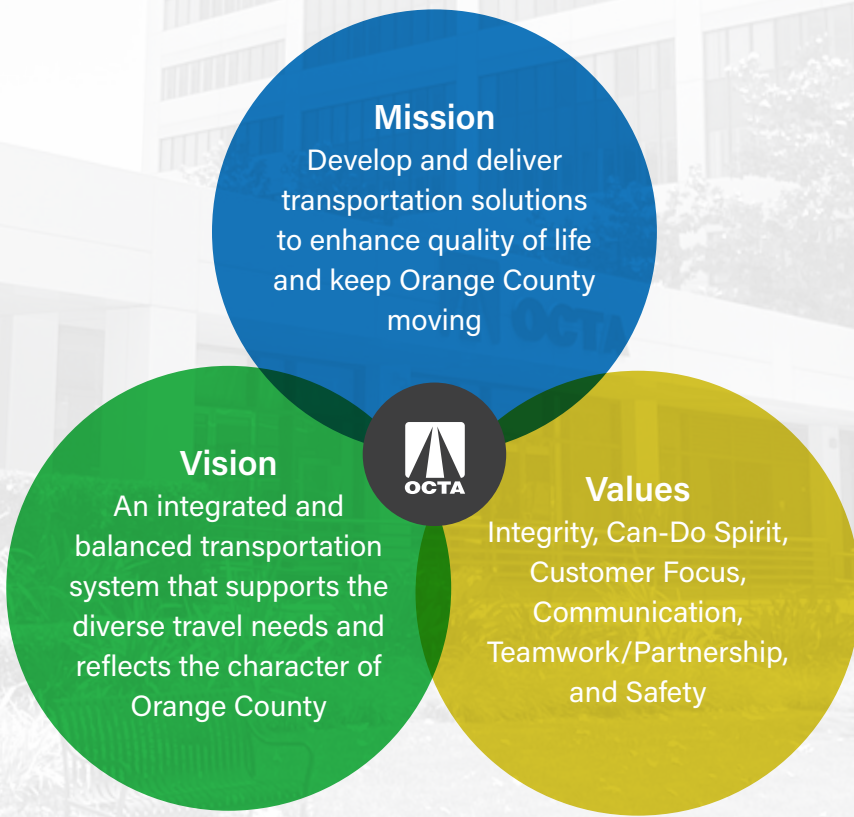 Mission
Develop and deliver
transportation solutions
to enhance quality of life
and keep Orange County
moving
OCTA
OCTA
Vision
An integrated and
balanced transportation
system that supports the
diverse travel needs and
reflects the character of
Orange County
Values
Integrity, Can-Do Spirit,
Customer Focus,
Communication,
Teamwork/Partnership,
and Safety